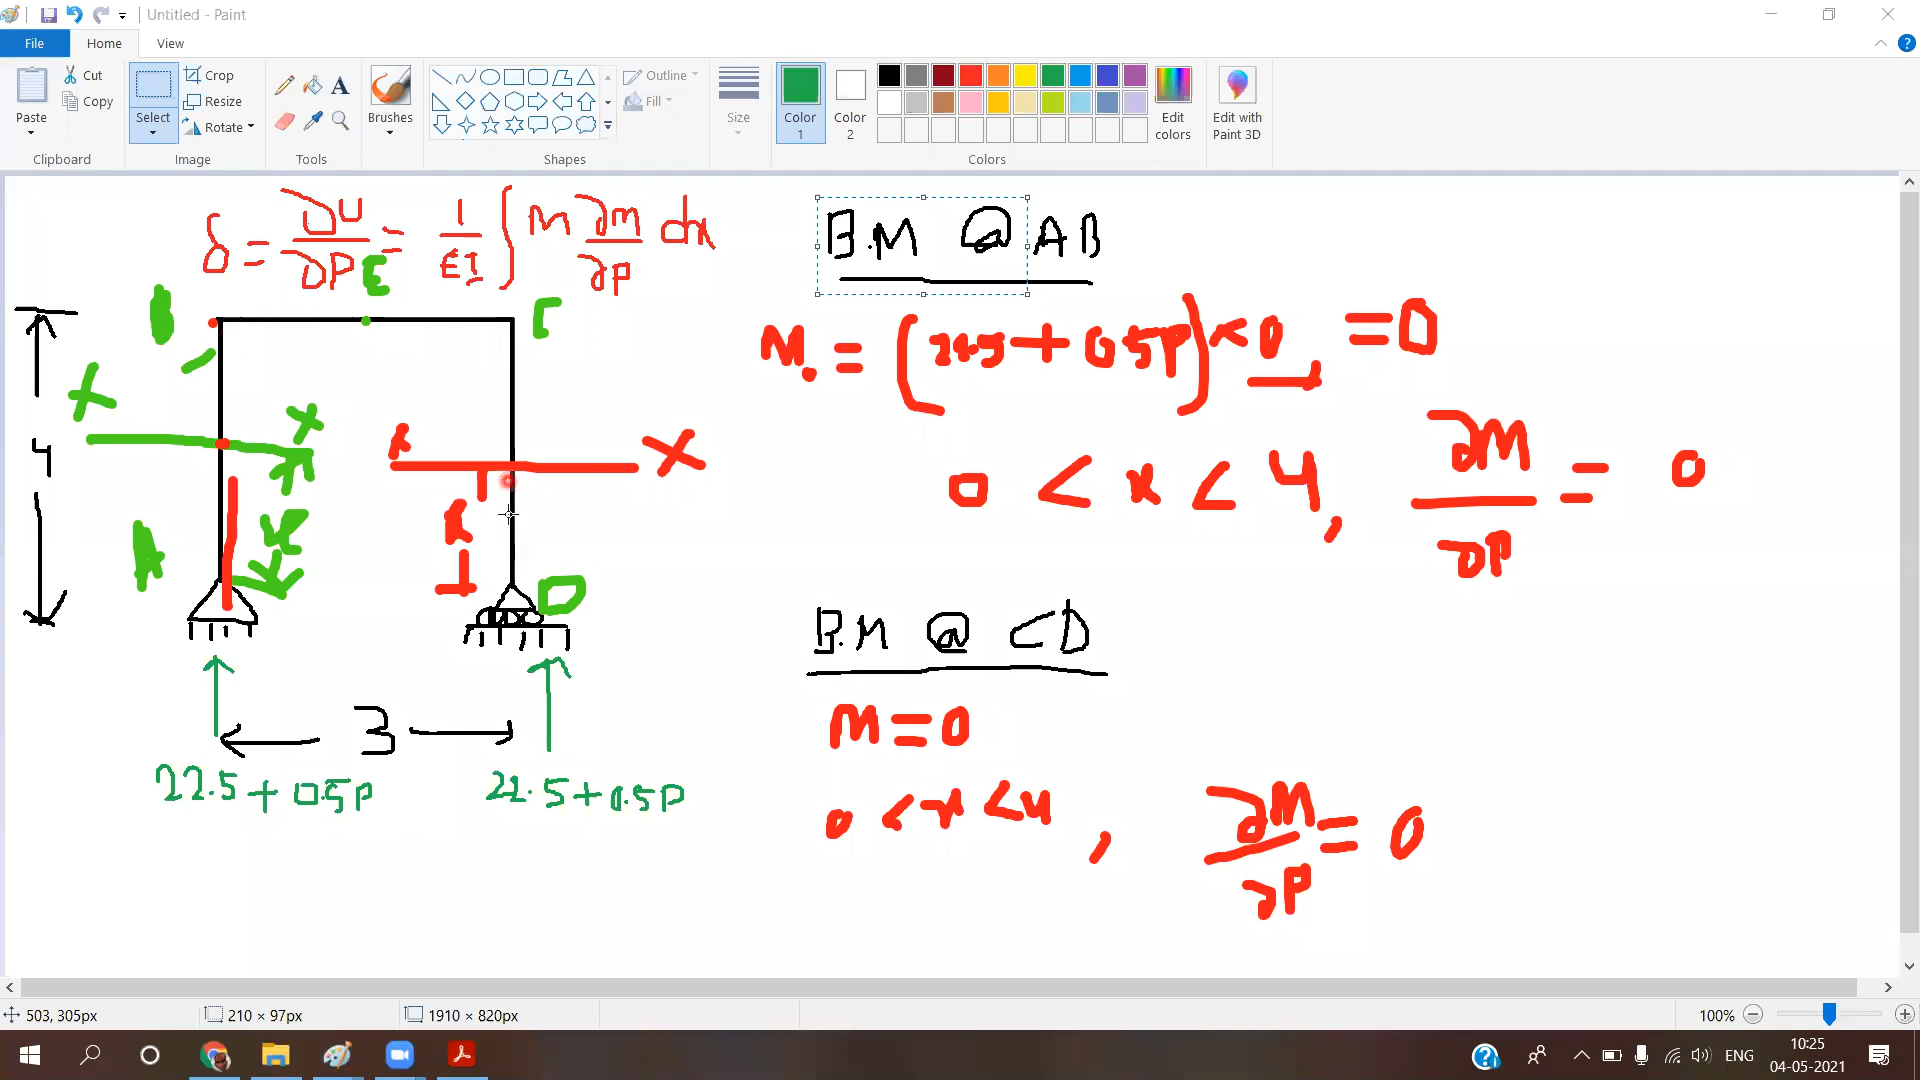 Untitled - Paint
File Home View
Paste Cut Copy Clipboard
Select Crop Resize Rotate Image
Tools
Brushes
Shapes
Outline Fill
Size
Color 1
Color 2
Edit colors
Edit with Paint 3D
Colors
δ = ∂U/∂P = 1/EI ∫ M ∂m/∂P dx
B
E
C
X
X
X
X
x
x
4
A
D
3
22.5 + 0.5P
22.5 + 0.5P
B.M @ AB
M. = (22.5 + 0.5P) × 0, = 0
0 < x < 4, ∂M/∂P = 0
B.M @ CD
M = 0
0 < x < 4, ∂M/∂P = 0
503, 305px
210 × 97px
1910 × 820px
100%
ENG
10:25
04-05-2021